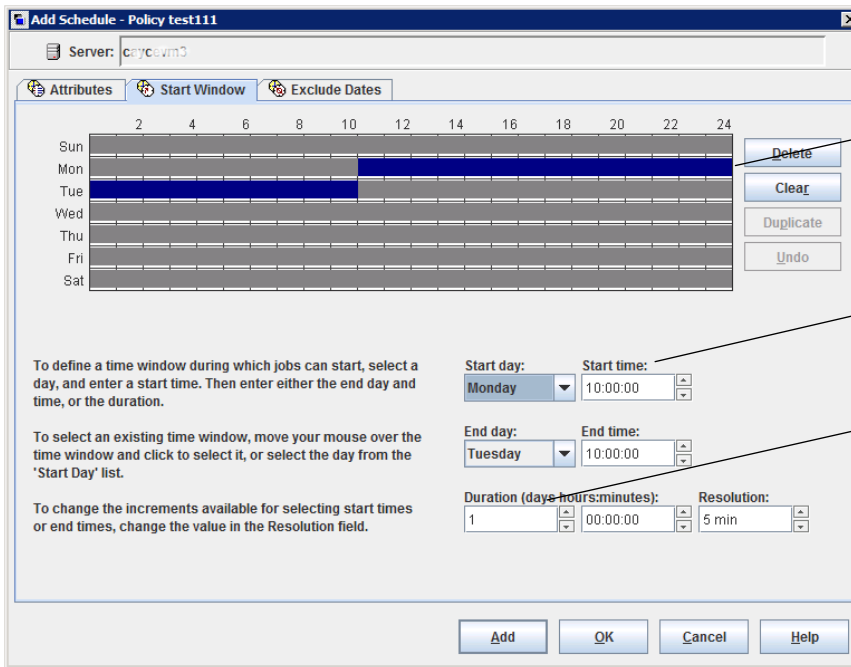 Add Schedule - Policy test111
Server:
Attributes Start Window Exclude Dates
2 4 6 8 10 12 14 16 18 20 22 24
Sun
Mon
Tue
Wed
Thu
Fri
Sat
Delete
Clear
Duplicate
Undo
To define a time window during which jobs can start, select a
day, and enter a start time. Then enter either the end day and
time, or the duration.
To select an existing time window, move your mouse over the
time window and click to select it, or select the day from the
'Start Day' list.
To change the increments available for selecting start times
or end times, change the value in the Resolution field.
Start day: Start time:
Monday 10:00:00
End day: End time:
Tuesday 10:00:00
Duration (days hours:minutes): Resolution:
1 00:00:00 5 min
Add OK Cancel Help